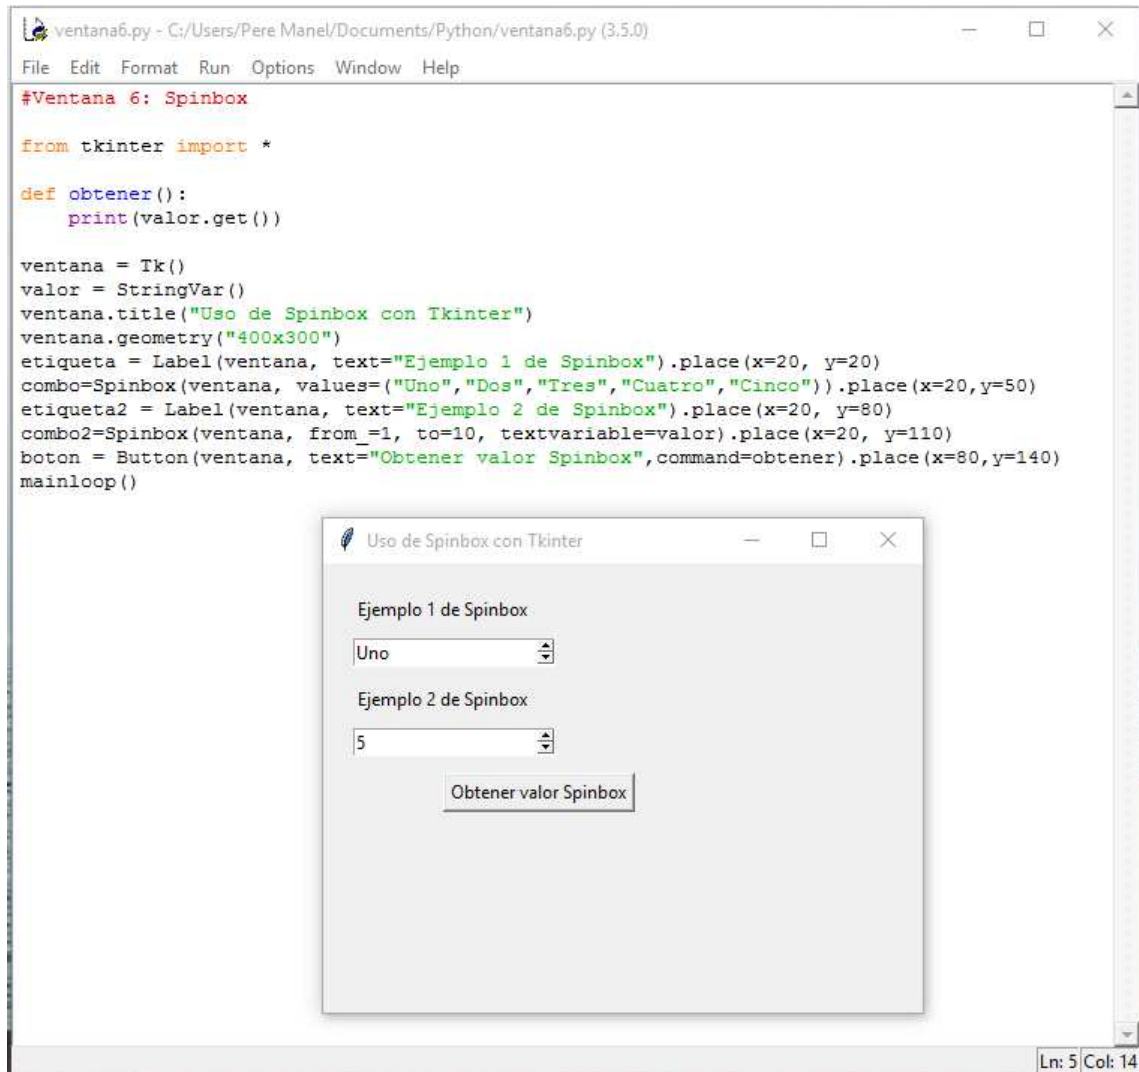 ventana6.py - C:/Users/Pere Manel/Documents/Python/ventana6.py (3.5.0)
File Edit Format Run Options Window Help
#Ventana 6: Spinbox
from tkinter import *
def obtener():
    print(valor.get())
ventana = Tk()
valor = StringVar()
ventana.title("Uso de Spinbox con Tkinter")
ventana.geometry("400x300")
etiqueta = Label(ventana, text="Ejemplo 1 de Spinbox").place(x=20, y=20)
combo=Spinbox(ventana, values=("Uno","Dos","Tres","Cuatro","Cinco")).place(x=20,y=50)
etiqueta2 = Label(ventana, text="Ejemplo 2 de Spinbox").place(x=20, y=80)
combo2=Spinbox(ventana, from_=1, to=10, textvariable=valor).place(x=20, y=110)
boton = Button(ventana, text="Obtener valor Spinbox",command=obtener).place(x=80,y=140)
mainloop()
Uso de Spinbox con Tkinter
Ejemplo 1 de Spinbox
Uno
Ejemplo 2 de Spinbox
5
Obtener valor Spinbox
Ln: 5 Col: 14